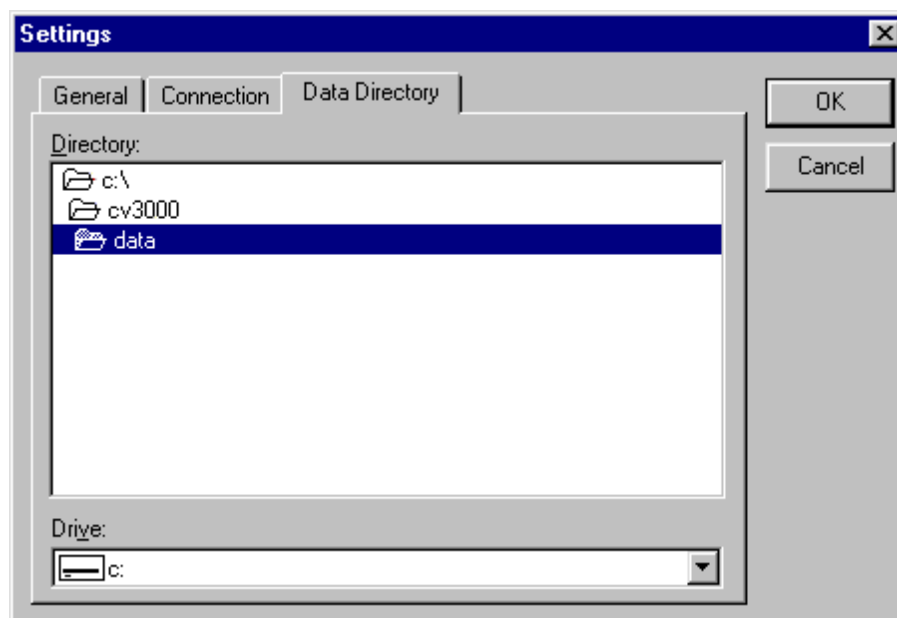 Settings
General Connection Data Directory
OK
Directory:
Cancel
c:\
cv3000
data
Drive:
c: